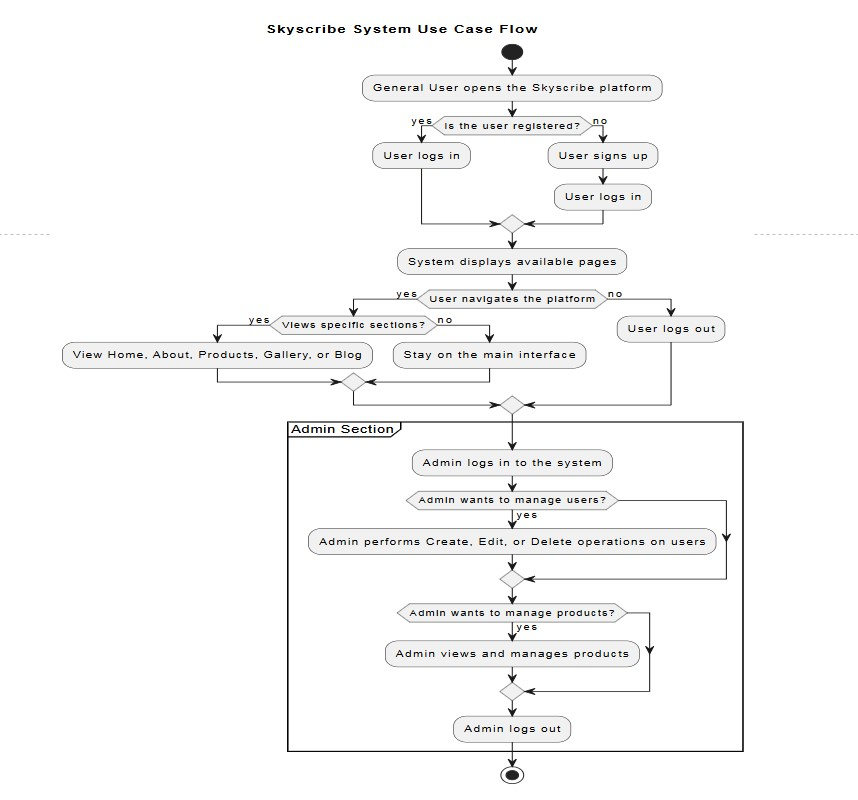 Skyscribe System Use Case Flow
General User opens the Skyscribe platform
yes
Is the user registered?
no
User logs in
User signs up
User logs in
System displays available pages
yes
User navigates the platform
no
yes
Views specific sections?
no
User logs out
View Home, About, Products, Gallery, or Blog
Stay on the main interface
Admin Section
Admin logs in to the system
Admin wants to manage users?
yes
Admin performs Create, Edit, or Delete operations on users
Admin wants to manage products?
yes
Admin views and manages products
Admin logs out